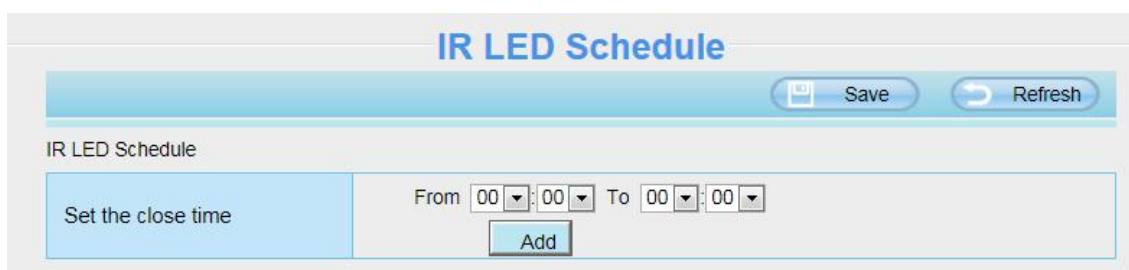 IR LED Schedule
Save Refresh
IR LED Schedule
Set the close time From 00 : 00 To 00 : 00
Add